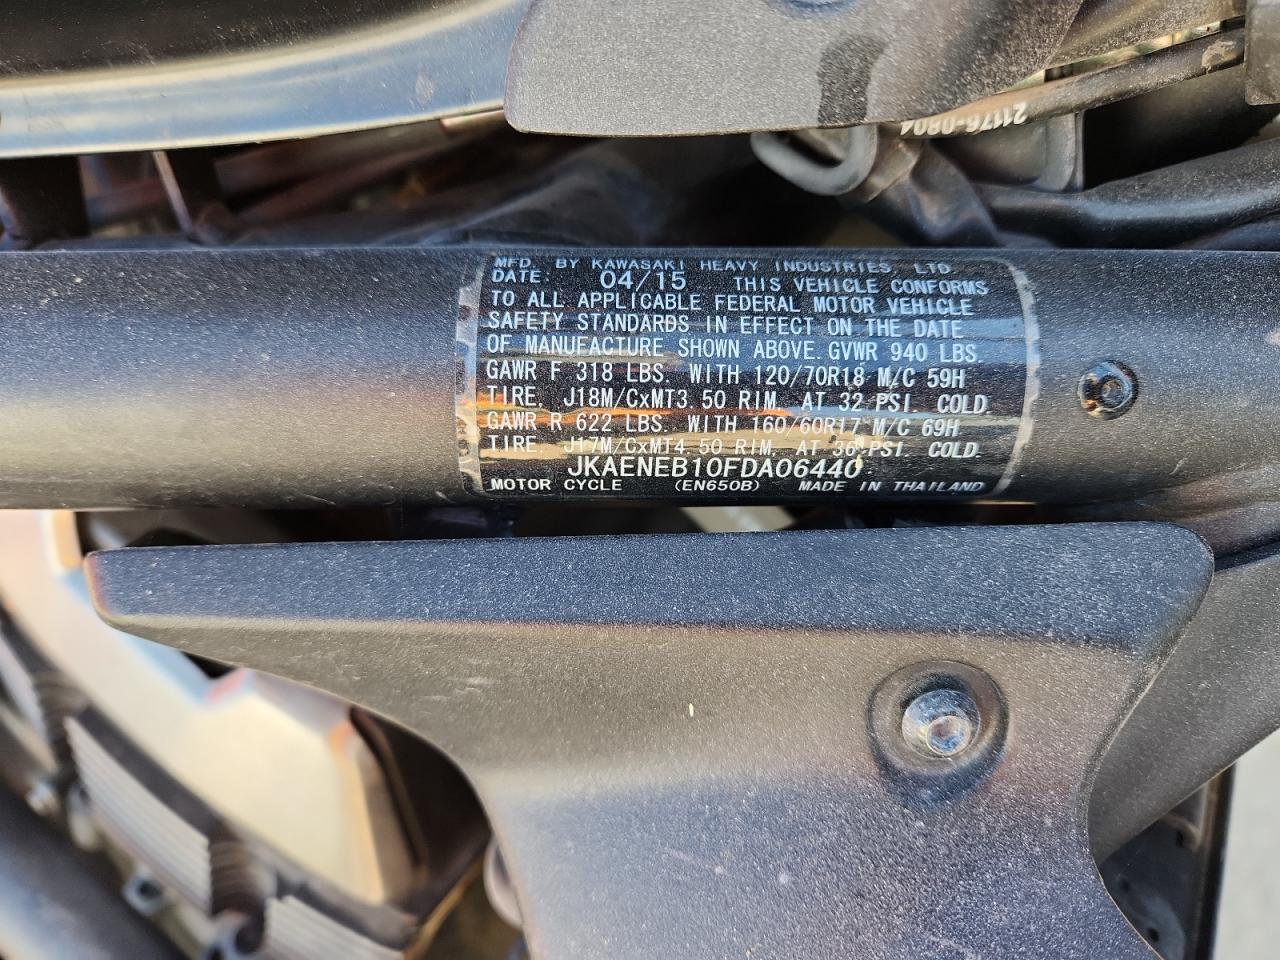 21176-0804
MFD. BY KAWASAKI HEAVY INDUSTRIES, LTD.
DATE: 04/15 THIS VEHICLE CONFORMS
TO ALL APPLICABLE FEDERAL MOTOR VEHICLE
SAFETY STANDARDS IN EFFECT ON THE DATE
OF MANUFACTURE SHOWN ABOVE. GVWR 940 LBS.
GAWR F 318 LBS. WITH 120/70R18 M/C 59H
TIRE, J18M/CxMT3.50 RIM, AT 32 PSI. COLD.
GAWR R 622 LBS. WITH 160/60R17 M/C 69H
TIRE, J17M/CxMT4.50 RIM, AT 36 PSI. COLD.
JKAENEB10FDA06440
MOTOR CYCLE (EN650B) MADE IN THAILAND